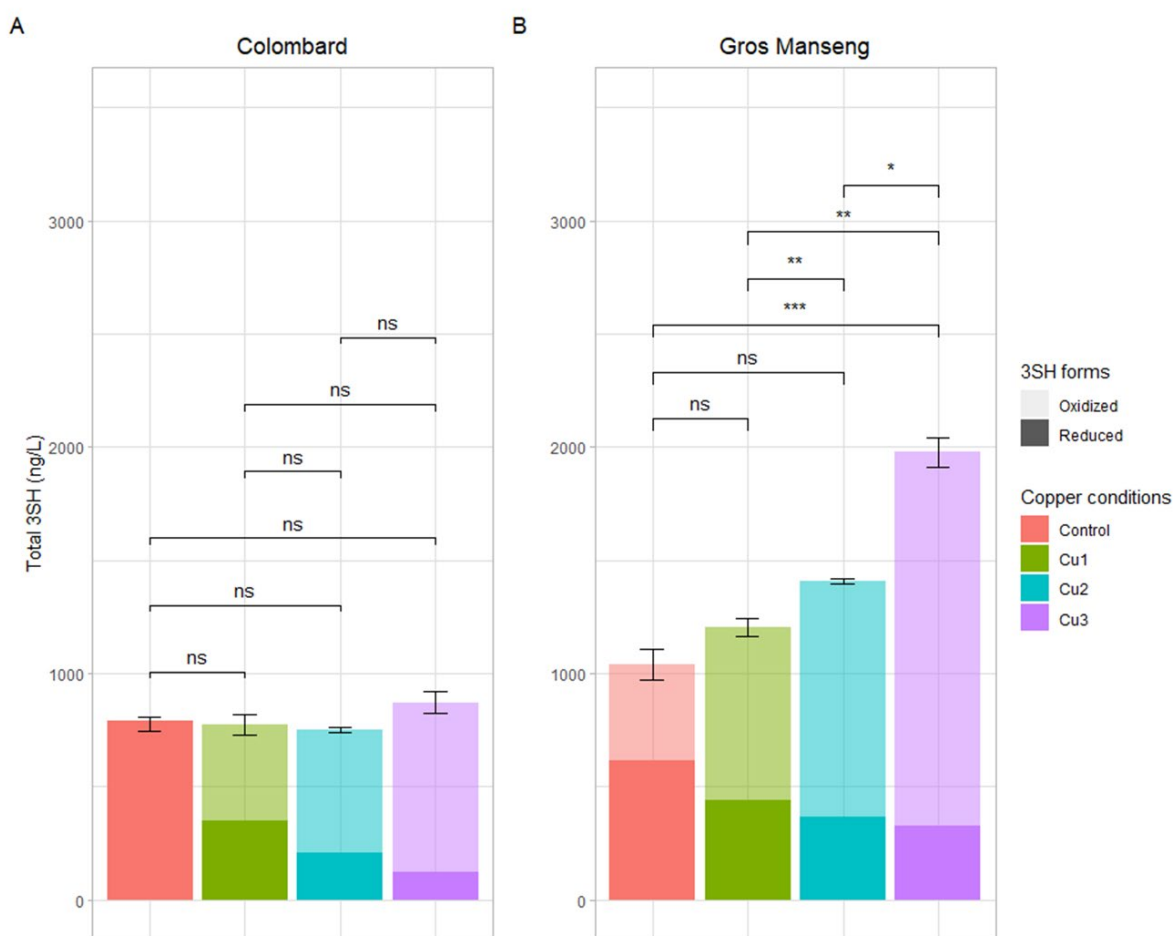 A
Colombard
Total 3SH (ng/L)
3000
2000
1000
0
ns
ns
ns
ns
ns
ns
B
Gros Manseng
3000
2000
1000
0
*
**
**
***
ns
ns
3SH forms
Oxidized
Reduced
Copper conditions
Control
Cu1
Cu2
Cu3